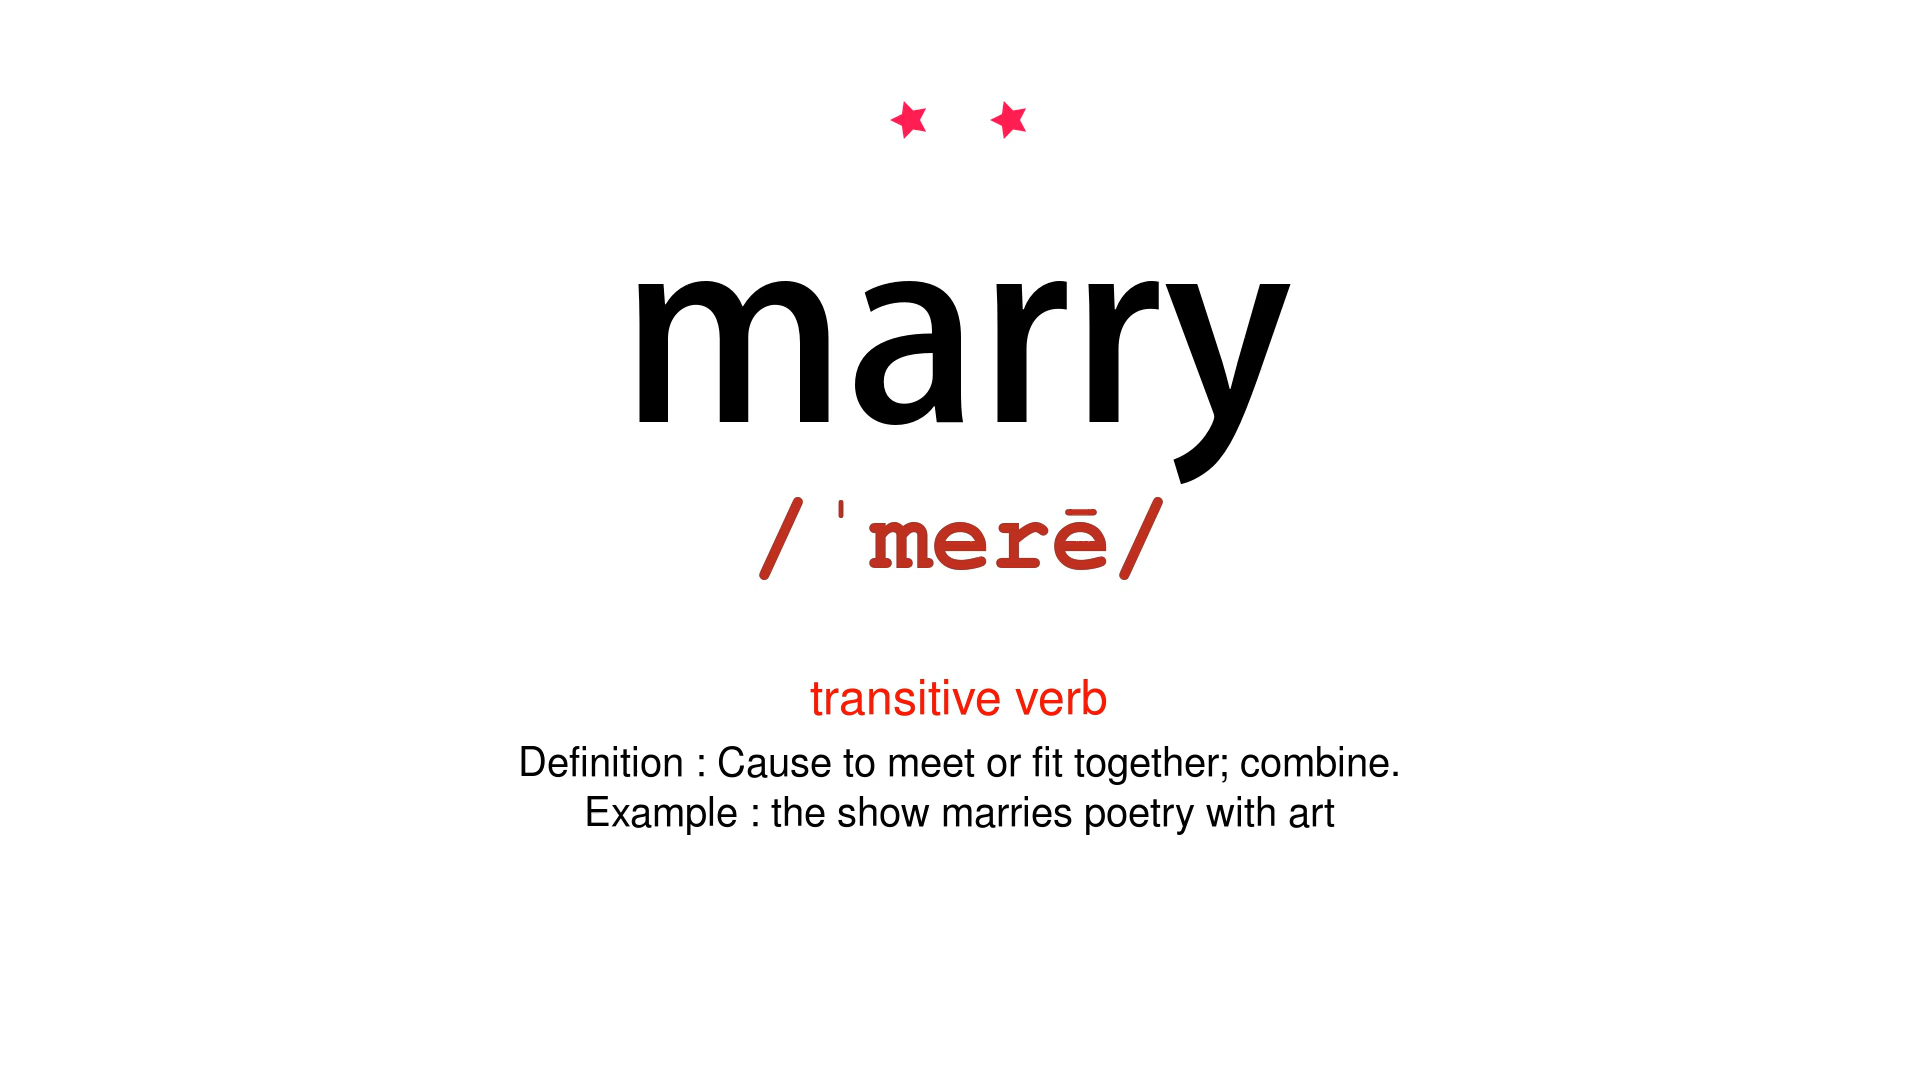 marry
/ˈmerē/
transitive verb
Definition : Cause to meet or fit together; combine.
Example : the show marries poetry with art